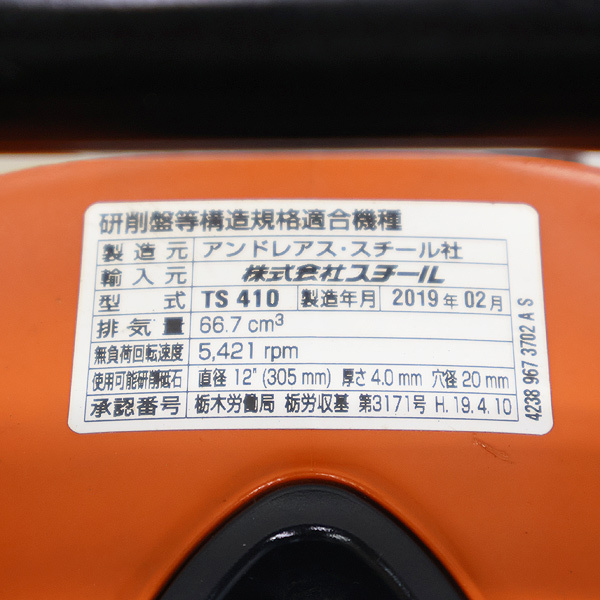 研削盤等構造規格適合機種
製造元 アンドレアス・スチール社
輸入元 株式会社スチール
型式 TS 410 製造年月 2019年 02月
排気量 66.7 cm³
無負荷回転速度 5,421 rpm
使用可能研削砥石 直径 12" (305 mm) 厚さ 4.0 mm 穴径 20 mm
承認番号 栃木労働局 栃労収基 第3171号 H.19.4.10
4238 967 3702 A S